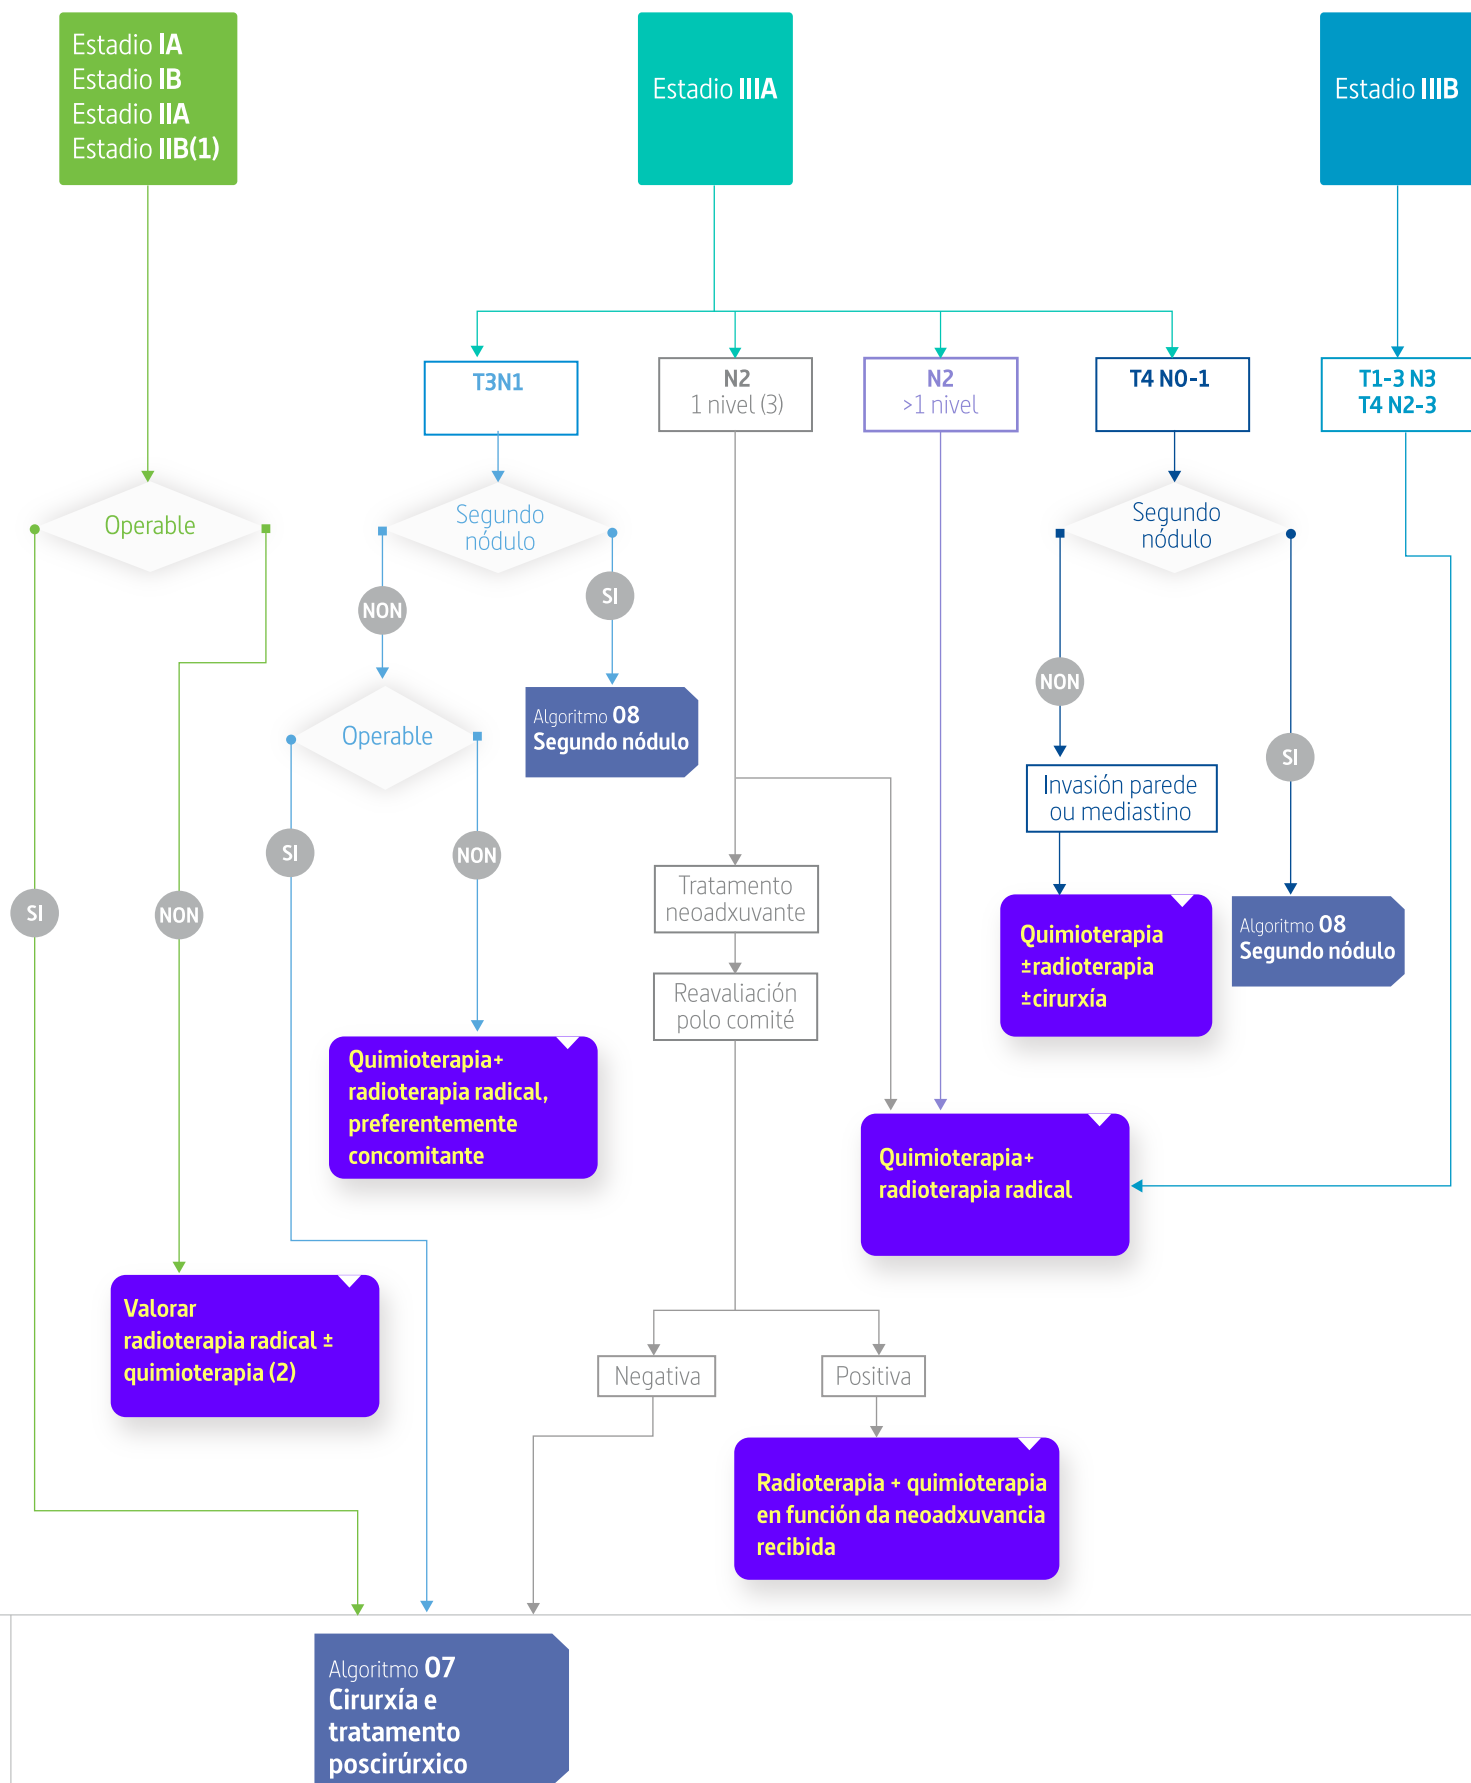 Estadio IA
Estadio IB
Estadio IIA
Estadio IIB(1)
Estadio IIIA
Estadio IIIB
T3N1
N2
1 nivel (3)
N2
>1 nivel
T4 N0-1
T1-3 N3
T4 N2-3
Operable
Segundo
nódulo
Segundo
nódulo
NON
SI
NON
SI
Operable
Algoritmo 08
Segundo nódulo
Invasión parede
ou mediastino
SI
NON
SI
NON
Tratamento
neoadxuvante
Reavaliación
polo comité
Quimioterapia
±radioterapia
±cirurxía
Algoritmo 08
Segundo nódulo
Quimioterapia+
radioterapia radical,
preferentemente
concomitante
Quimioterapia+
radioterapia radical
Valorar
radioterapia radical ±
quimioterapia (2)
Negativa
Positiva
Radioterapia + quimioterapia
en función da neoadxuvancia
recibida
Algoritmo 07
Cirurxía e
tratamento
poscirúrxico